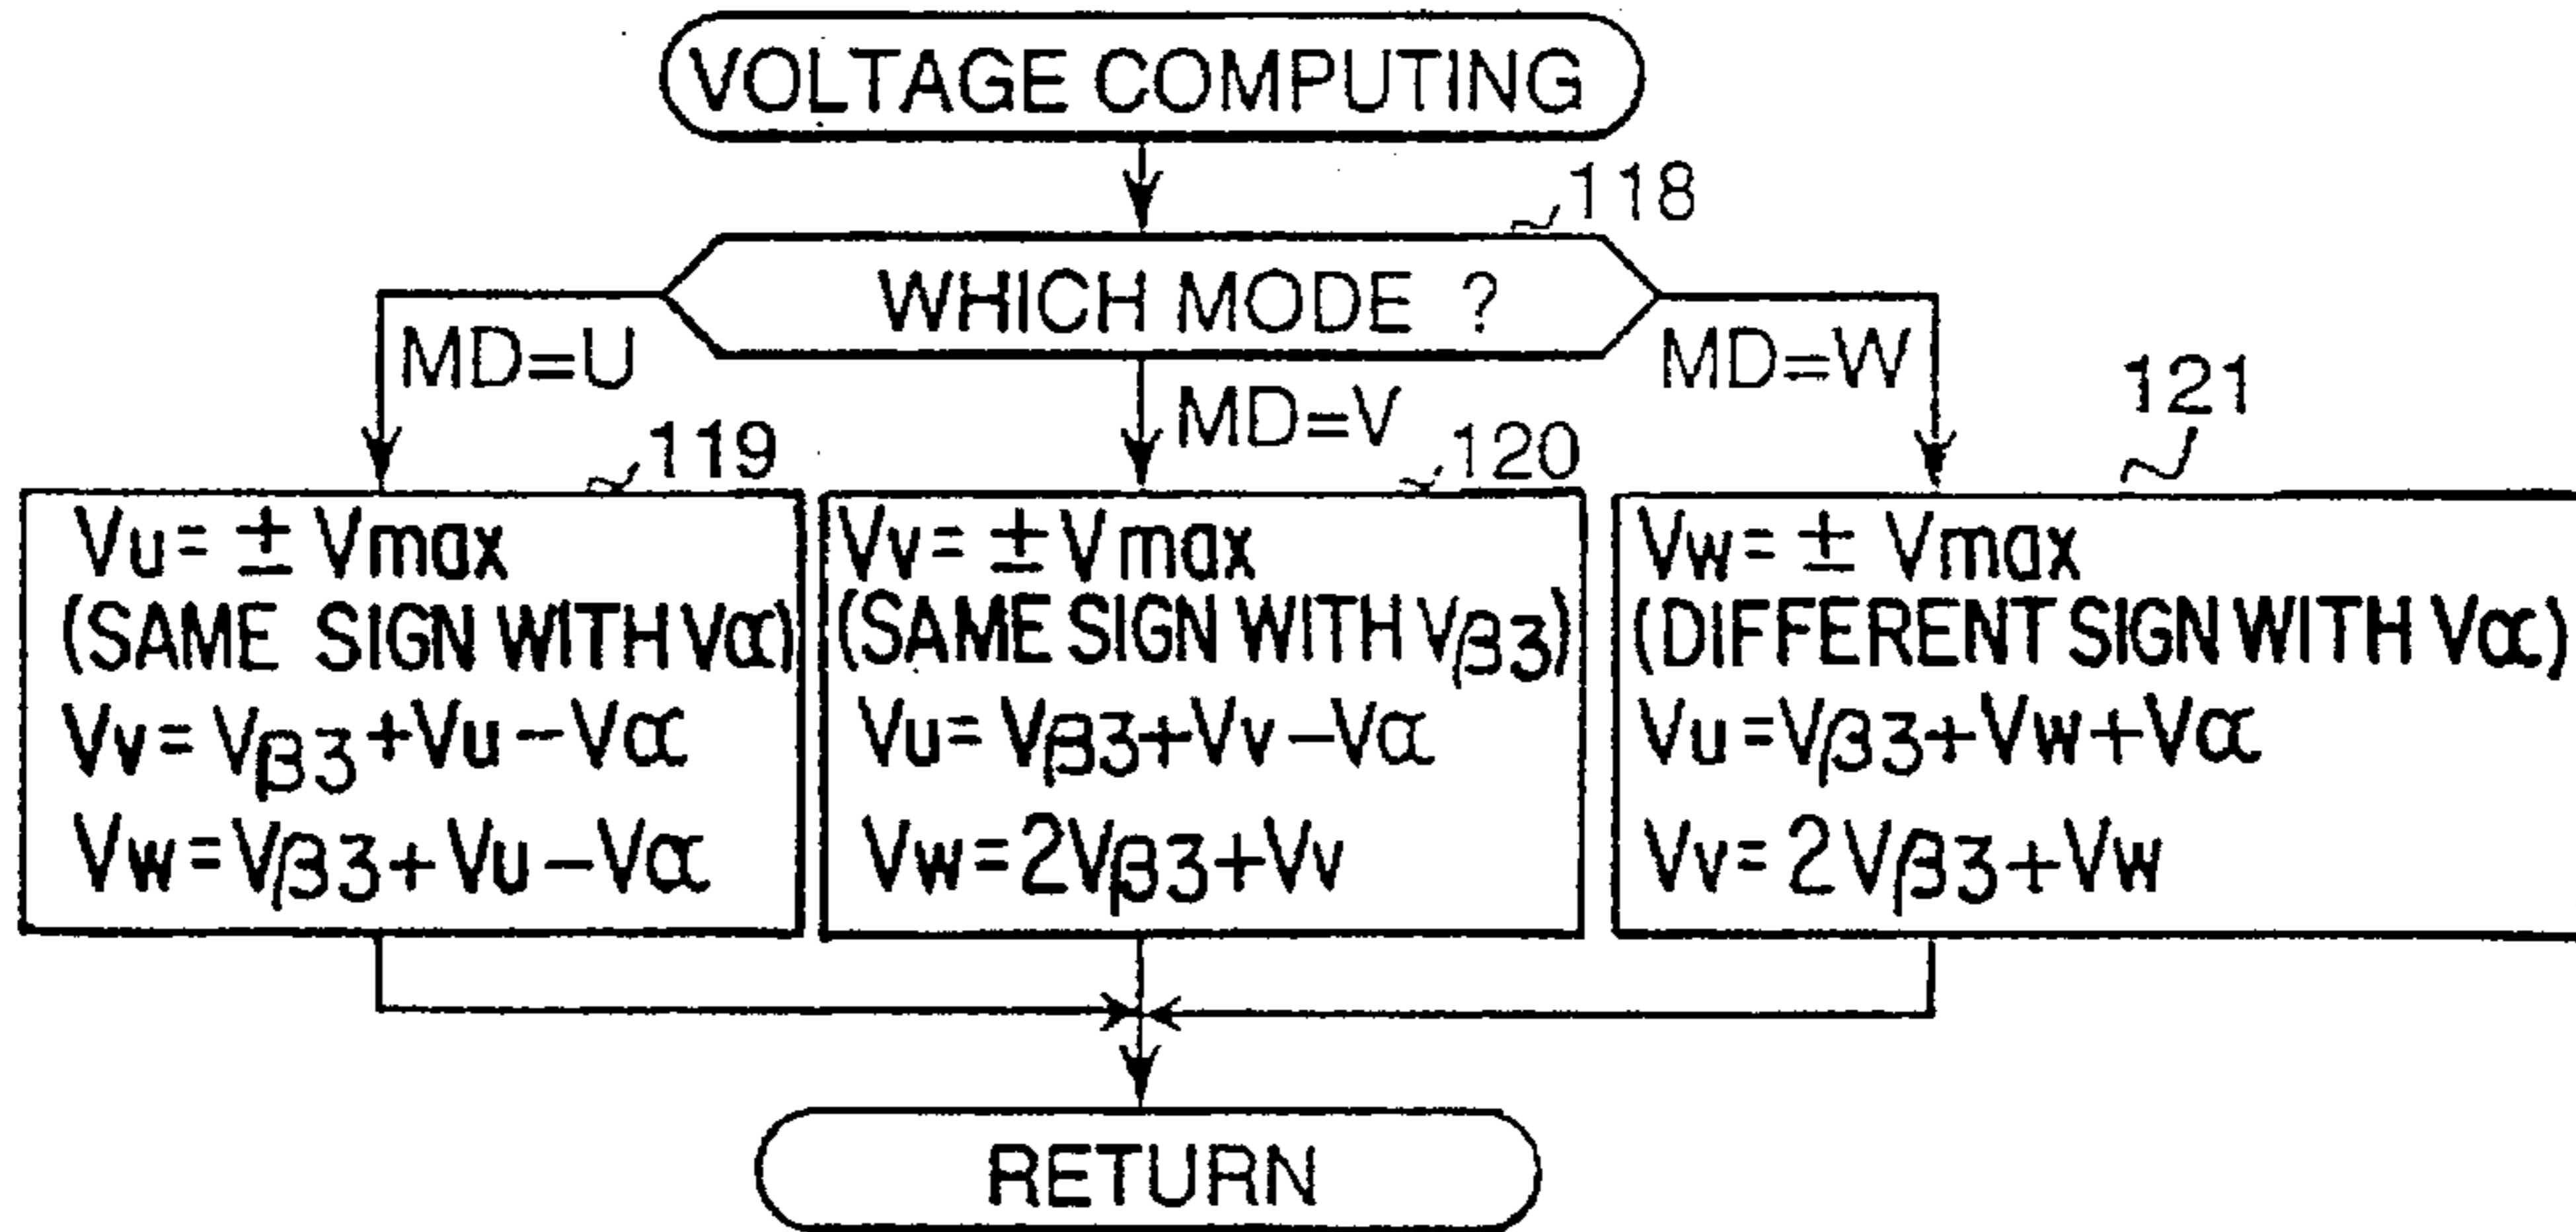 VOLTAGE COMPUTING
118
WHICH MODE ?
MD=U
MD=V
MD=W
119
Vu=± Vmax
(SAME SIGN WITH Vα)
Vv=Vβ3+Vu-Vα
Vw=Vβ3+Vu-Vα
120
Vv=± Vmax
(SAME SIGN WITH Vβ3)
Vu=Vβ3+Vv-Vα
Vw=2Vβ3+Vv
121
Vw=± Vmax
(DIFFERENT SIGN WITH Vα)
Vu=Vβ3+Vw+Vα
Vv=2Vβ3+Vw
RETURN